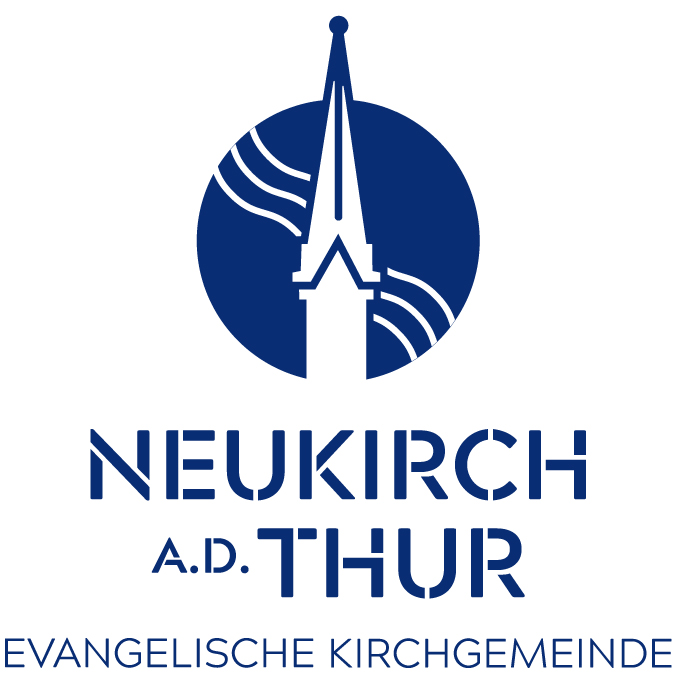 NEUKIRCH
A.D. THUR
EVANGELISCHE KIRCHGEMEINDE